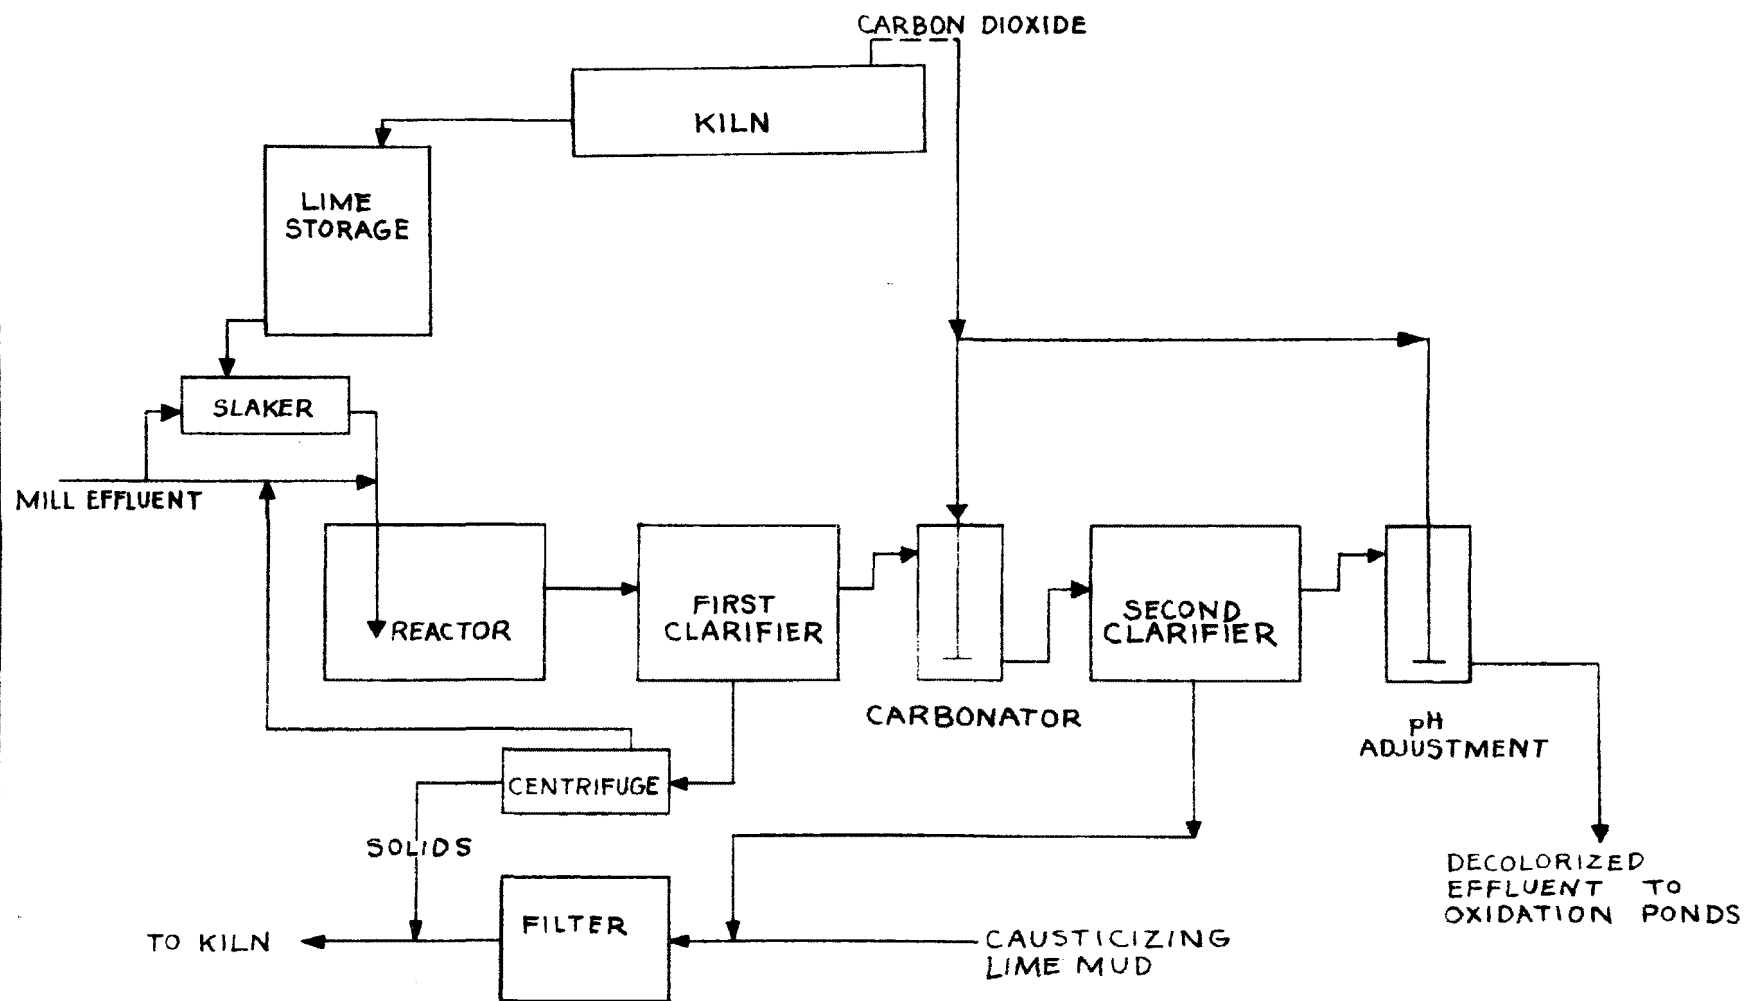 CARBON DIOXIDE
KILN
LIME
STORAGE
SLAKER
MILL EFFLUENT
REACTOR
FIRST
CLARIFIER
SECOND
CLARIFIER
CARBONATOR
pH
ADJUSTMENT
CENTRIFUGE
SOLIDS
FILTER
TO KILN
CAUSTICIZING
LIME MUD
DECOLORIZED
EFFLUENT TO
OXIDATION PONDS